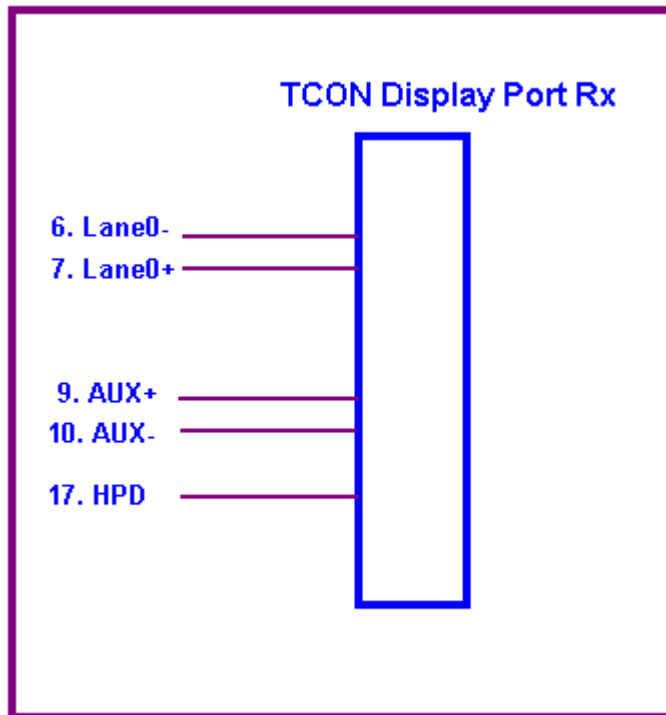 TCON Display Port Rx
6. Lane0-
7. Lane0+
9. AUX+
10. AUX-
17. HPD